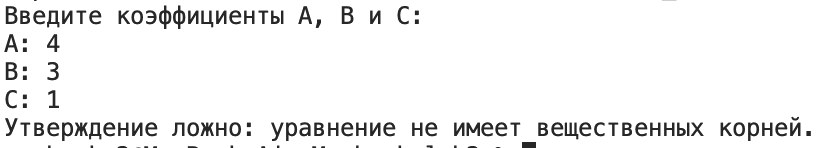 Введите коэффициенты A, B и C:
A: 4
B: 3
C: 1
Утверждение ложно: уравнение не имеет вещественных корней.